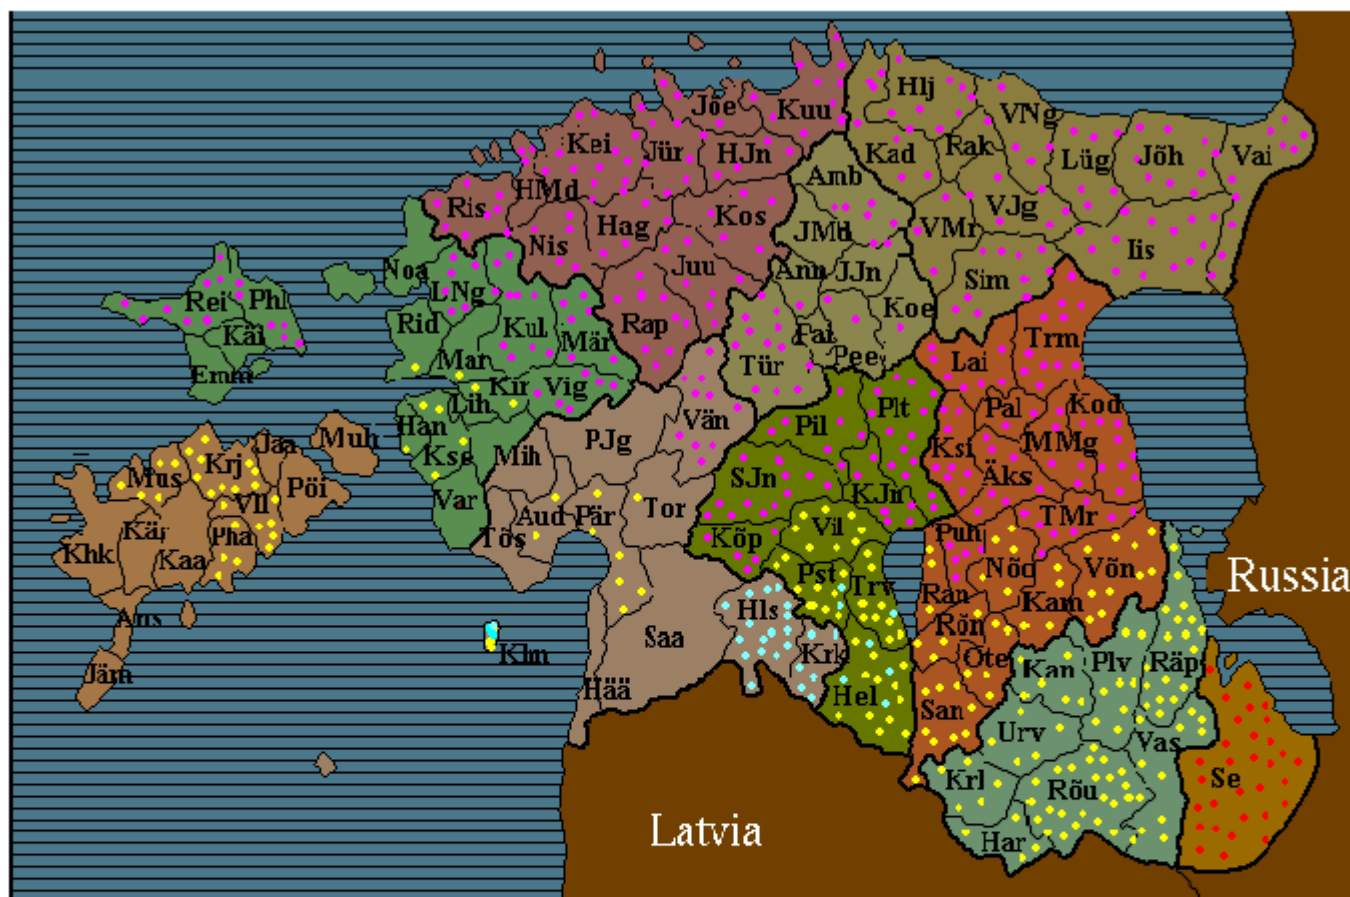 Hlj
Jõe
Kuu
VNg
Kei
Jür
HJn
Kad
Rak
Lüg
Jõh
Vai
HMd
Amb
Ris
Hag
Kos
JMd
VMr
VJg
Nis
Iis
Noa
Juu
Ann
JJn
Sim
LNg
Rei
Phl
Koe
Rid
Kul
Rap
Käi
Mär
Pai
Trm
Mar
Tür
Pee
Lai
Emm
Kir
Vig
Lih
Plt
Pal
Kod
Han
Vän
Pil
Muh
Jaa
PJg
Ksi
MMg
Krj
Kse
Mih
Mus
SJn
Äks
Pöi
KJn
Vll
Var
Tor
Aud
Pär
TMr
Kär
Vil
Pha
Tõs
Kõp
Puh
Khk
Kaa
Nõo
Võn
Pst
Trv
Russia
Ran
Kam
Ans
Hls
Rõn
Saa
Krk
Ote
Kan
Plv
Räp
Khn
Jäm
Hää
Hel
San
Urv
Vas
Krl
Rõu
Se
Latvia
Har